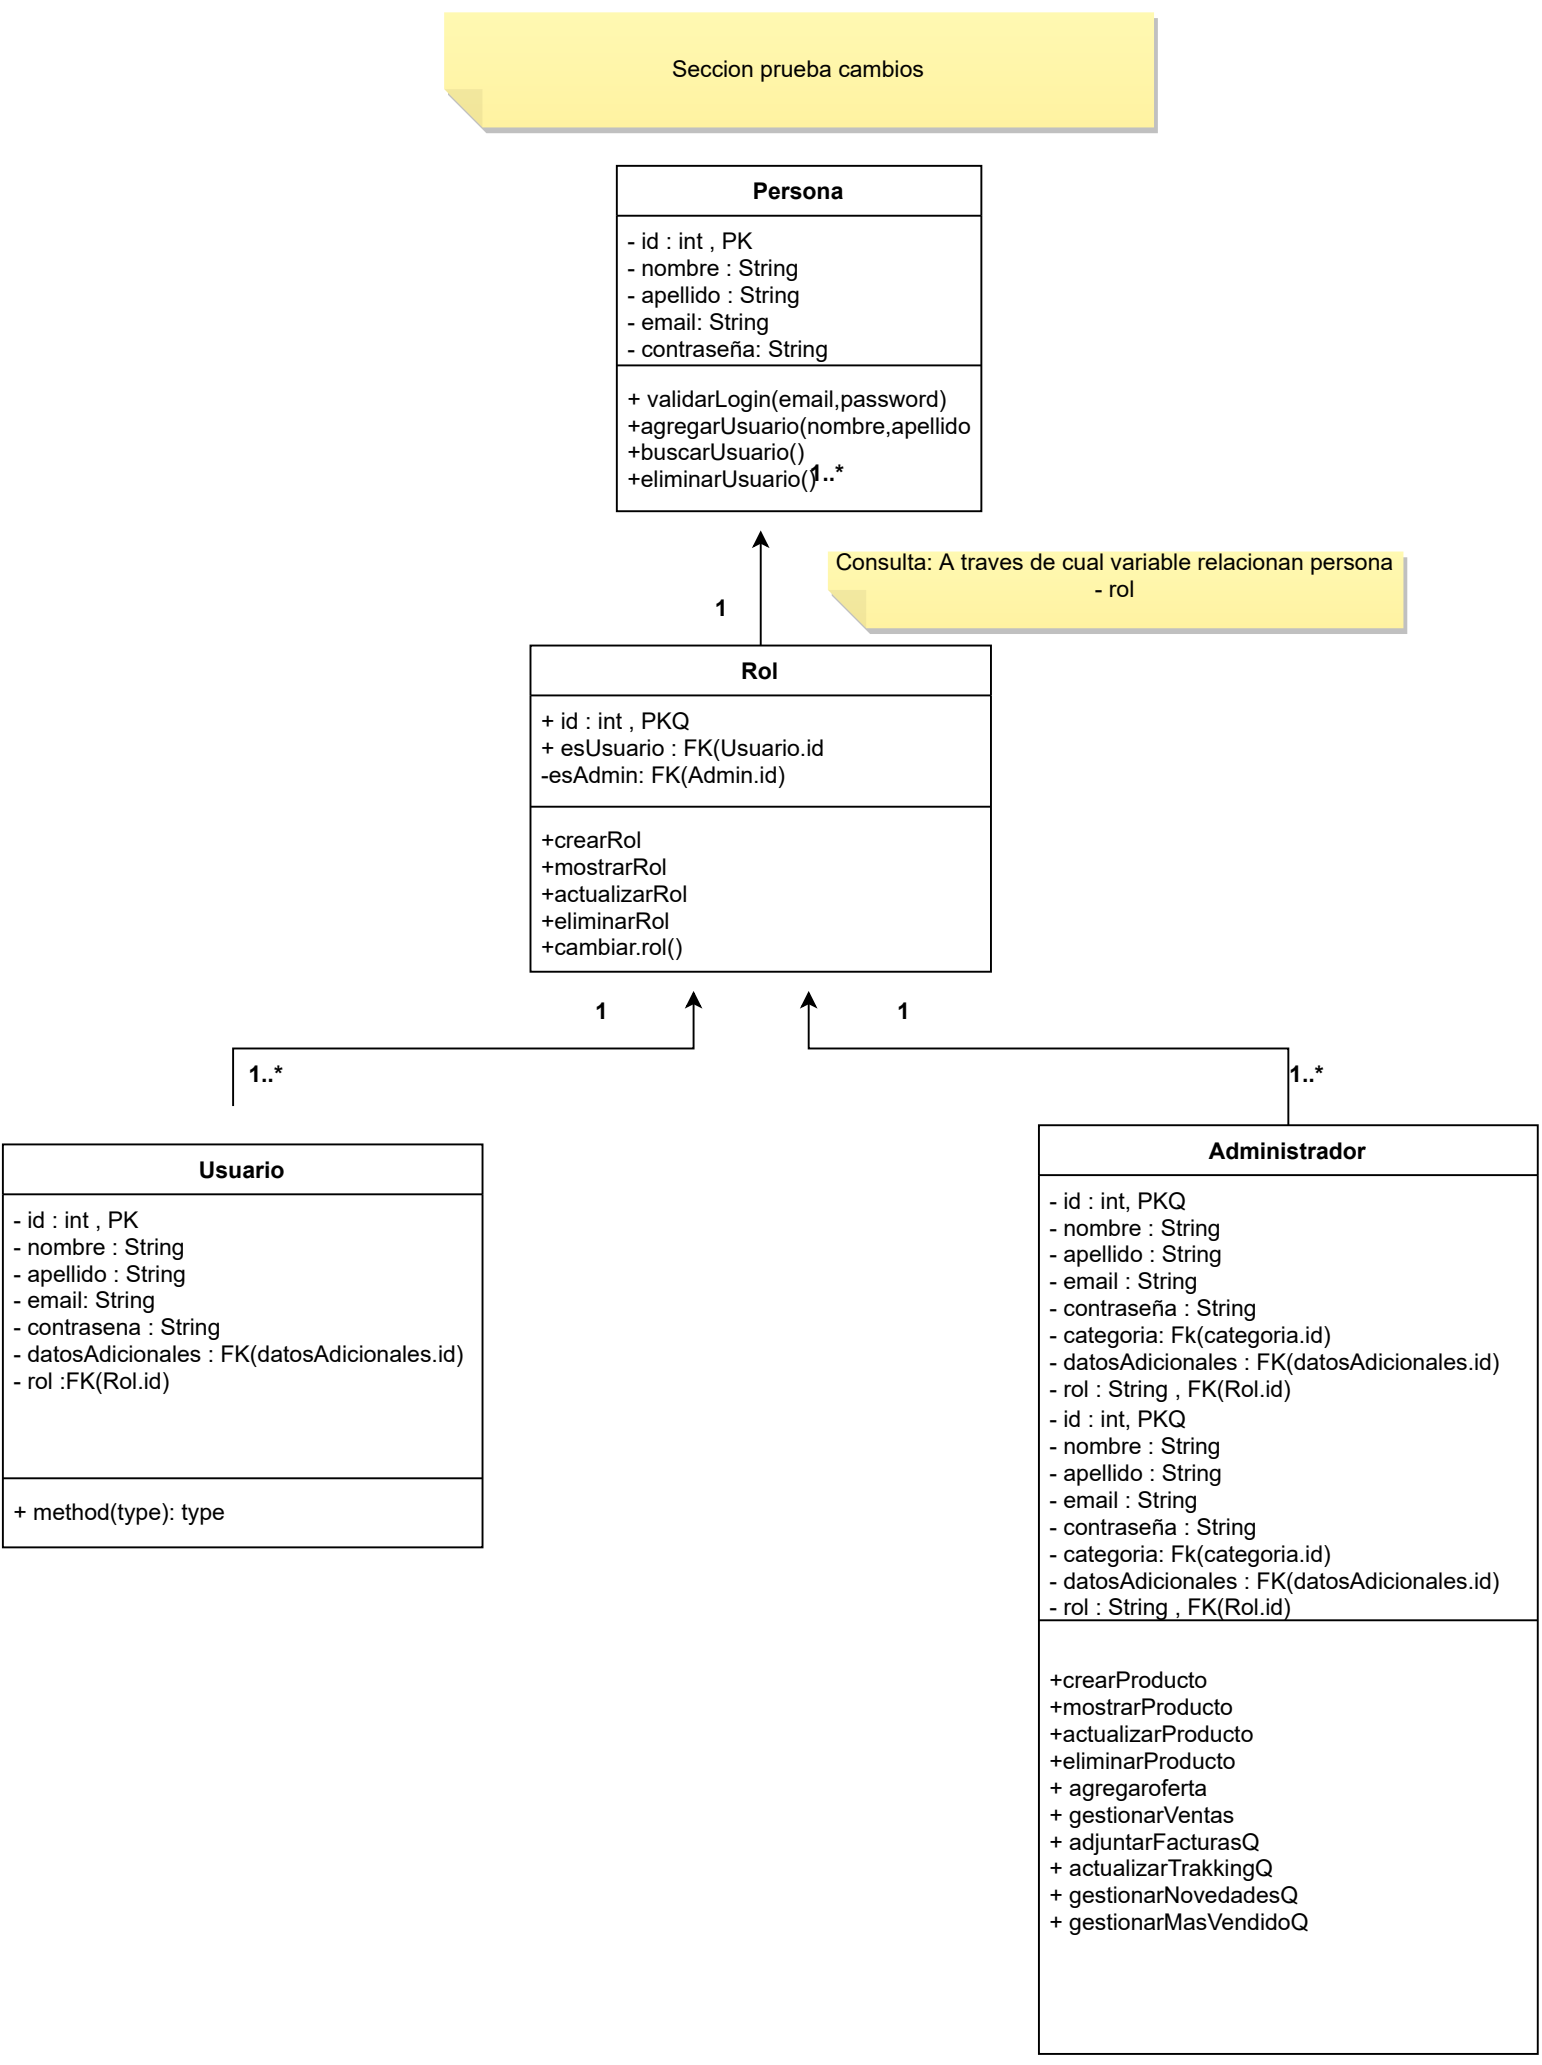 Seccion prueba cambios
Persona
- id : int , PK
- nombre : String
- apellido : String
- email: String
- contraseña: String
+ validarLogin(email,password)
+agregarUsuario(nombre,apellido
+buscarUsuario()
+eliminarUsuario()
1..*
Consulta: A traves de cual variable relacionan persona
- rol
1
Rol
+ id : int , PKQ
+ esUsuario : FK(Usuario.id
-esAdmin: FK(Admin.id)
+crearRol
+mostrarRol
+actualizarRol
+eliminarRol
+cambiar.rol()
1
1
1..*
1..*
Usuario
- id : int , PK
- nombre : String
- apellido : String
- email: String
- contrasena : String
- datosAdicionales : FK(datosAdicionales.id)
- rol :FK(Rol.id)
+ method(type): type
Administrador
- id : int, PKQ
- nombre : String
- apellido : String
- email : String
- contraseña : String
- categoria: Fk(categoria.id)
- datosAdicionales : FK(datosAdicionales.id)
- rol : String , FK(Rol.id)
- id : int, PKQ
- nombre : String
- apellido : String
- email : String
- contraseña : String
- categoria: Fk(categoria.id)
- datosAdicionales : FK(datosAdicionales.id)
- rol : String , FK(Rol.id)
+crearProducto
+mostrarProducto
+actualizarProducto
+eliminarProducto
+ agregaroferta
+ gestionarVentas
+ adjuntarFacturasQ
+ actualizarTrakkingQ
+ gestionarNovedadesQ
+ gestionarMasVendidoQ